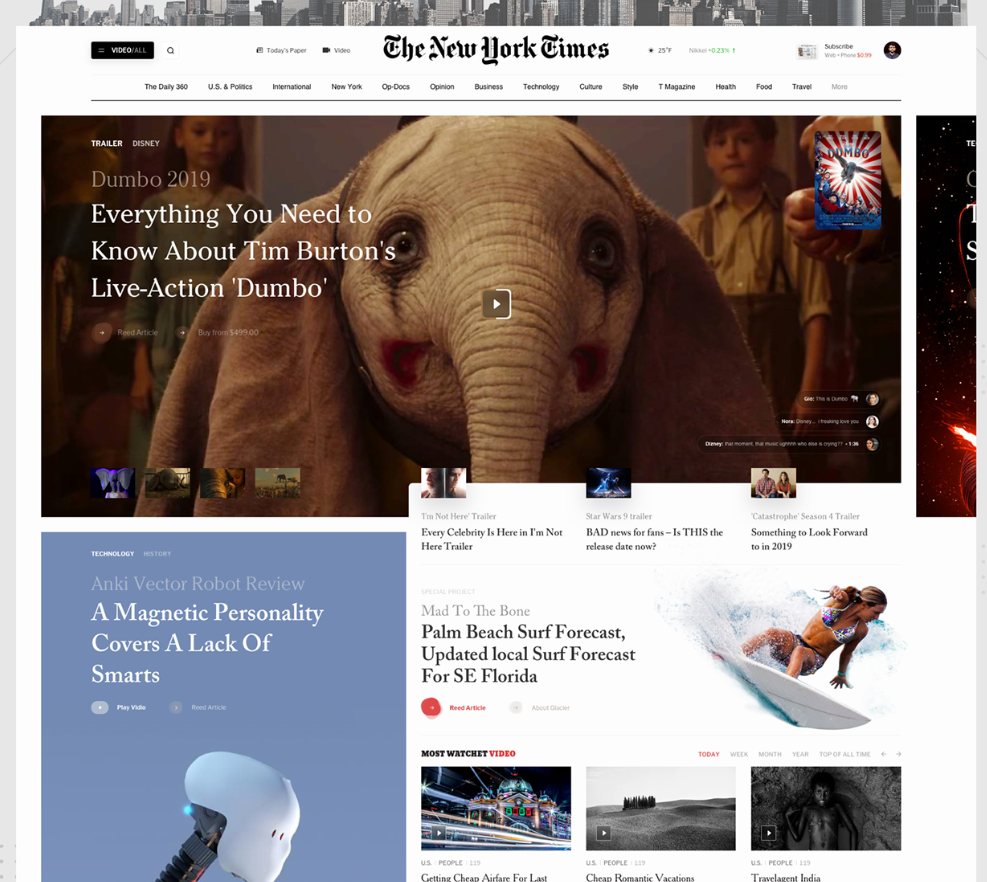 VIDEO/ALL
Today's Paper
Video
The New York Times
25°F
Nikkei +0.23% ↑
Subscribe
Web + Phone $0.99
The Daily 360
U.S. & Politics
International
New York
Op-Docs
Opinion
Business
Technology
Culture
Style
T Magazine
Health
Food
Travel
More
TRAILER DISNEY
Dumbo 2019
Everything You Need to
Know About Tim Burton's
Live-Action 'Dumbo'
Reed Article
Buy from $499.00
DUMBO
Gio: This is Dumbo
Nora: Disney... i freaking love you
Dizney: that moment, that music ughhhh who else is crying?? • 1:36
'I'm Not Here' Trailer
Every Celebrity Is Here in I'm Not
Here Trailer
Star Wars 9 trailer
BAD news for fans – Is THIS the
release date now?
'Catastrophe' Season 4 Trailer
Something to Look Forward
to in 2019
TECHNOLOGY HISTORY
Anki Vector Robot Review
A Magnetic Personality
Covers A Lack Of
Smarts
Play Vidio
Reed Article
SPECIAL PROJECT
Mad To The Bone
Palm Beach Surf Forecast,
Updated local Surf Forecast
For SE Florida
Reed Article
About Glacier
MOST WATCHET VIDEO
TODAY
WEEK
MONTH
YEAR
TOP OF ALL TIME
U.S. | PEOPLE | 119
Getting Cheap Airfare For Last
U.S. | PEOPLE | 119
Cheap Romantic Vacations
U.S. | PEOPLE | 119
Travelagent India